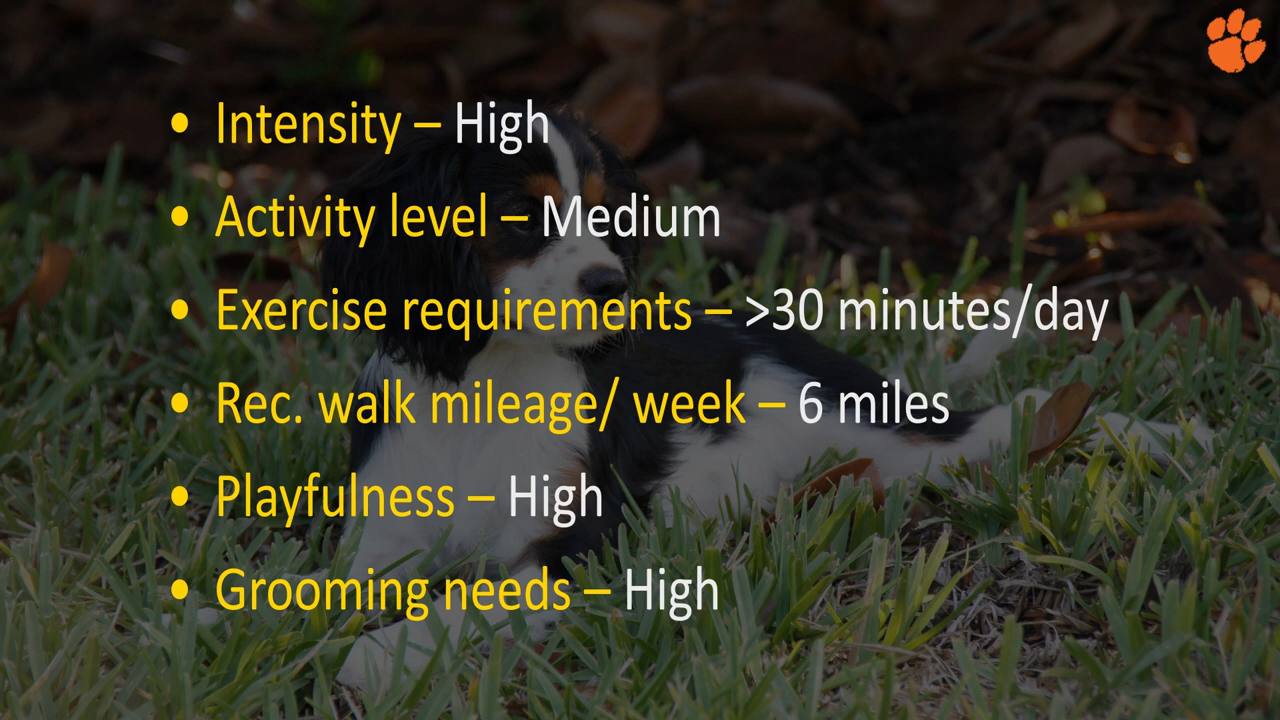 • Intensity – High
• Activity level – Medium
• Exercise requirements – >30 minutes/day
• Rec. walk mileage/ week – 6 miles
• Playfulness – High
• Grooming needs – High